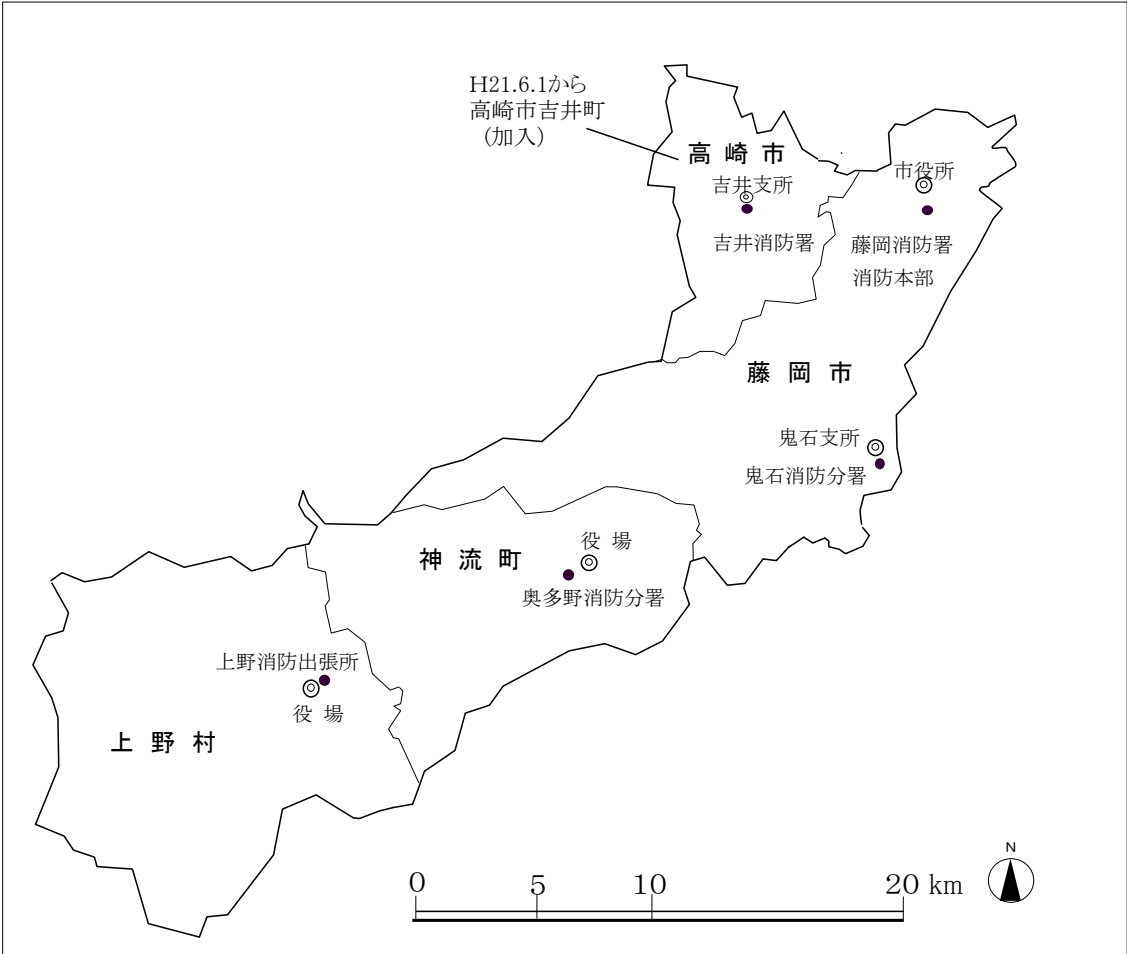 H21.6.1から
高崎市吉井町
(加入)
高崎市
吉井支所
吉井消防署
市役所
藤岡消防署
消防本部
藤岡市
鬼石支所
鬼石消防分署
役場
神流町
奥多野消防分署
上野消防出張所
役場
上野村
0 5 10 20 km
N